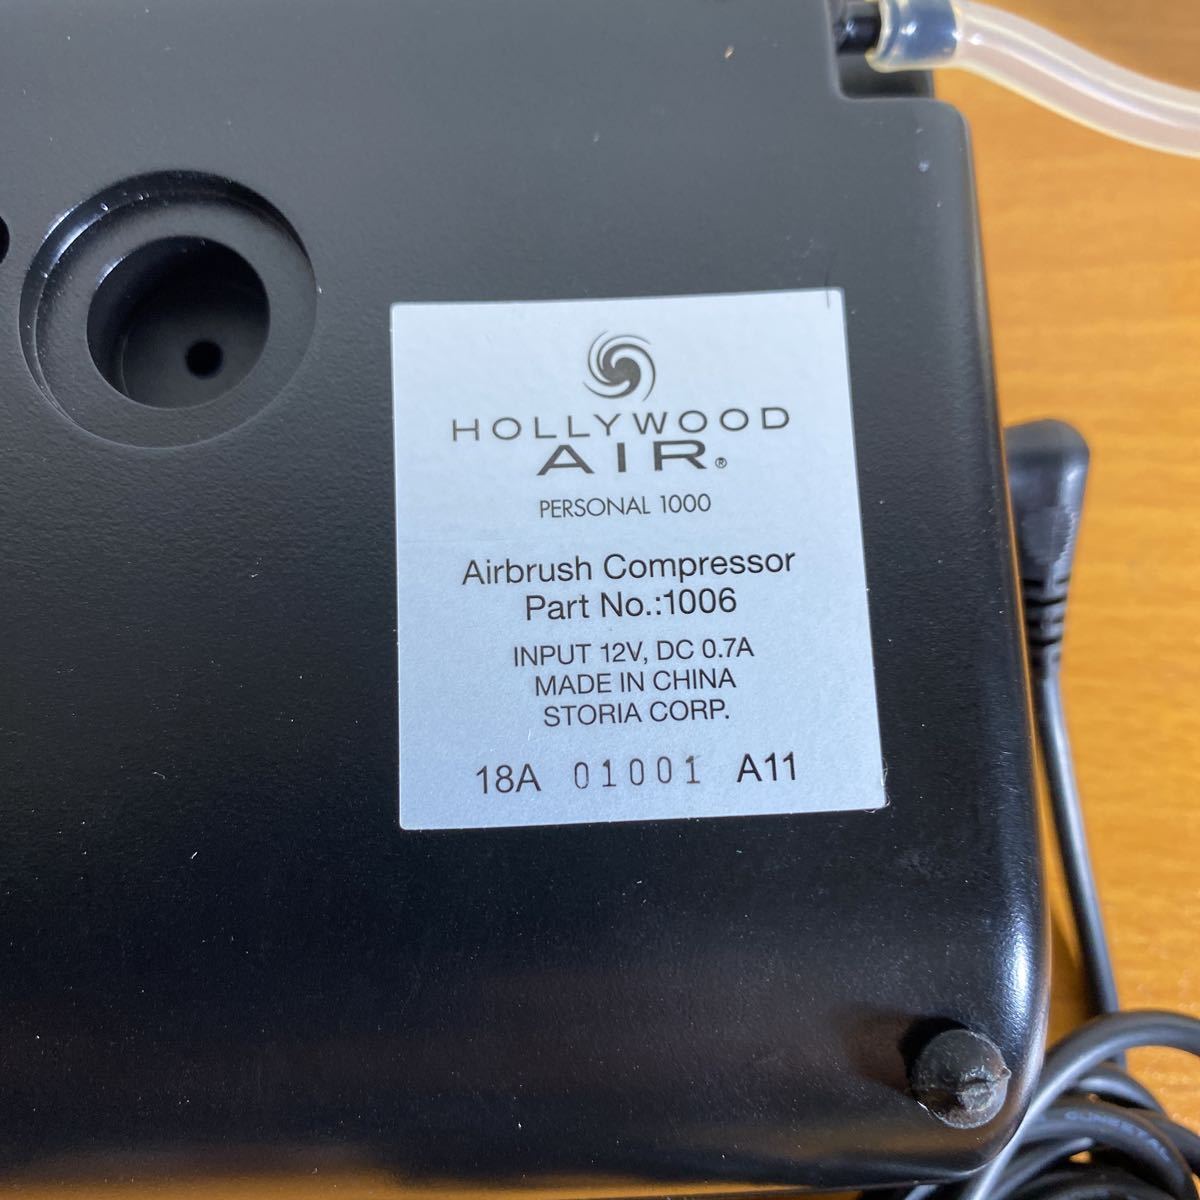 HOLLYWOOD
AIR®
PERSONAL 1000
Airbrush Compressor
Part No.:1006
INPUT 12V, DC 0.7A
MADE IN CHINA
STORIA CORP.
18A 01001 A11